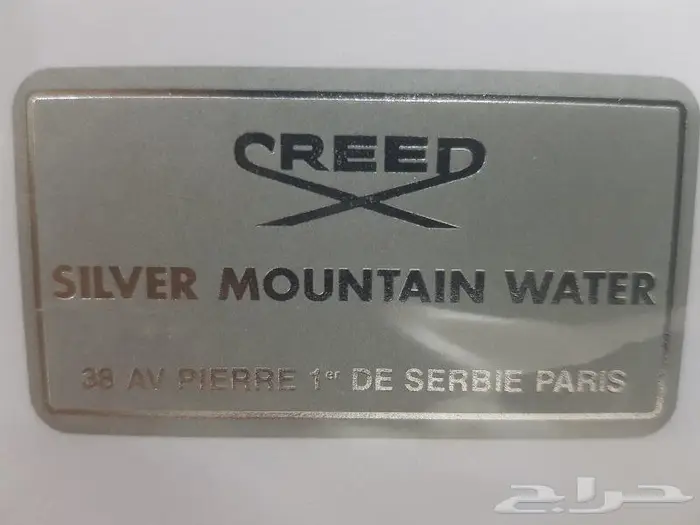 CREED
SILVER MOUNTAIN WATER
38 AV PIERRE 1er DE SERBIE PARIS
حراج